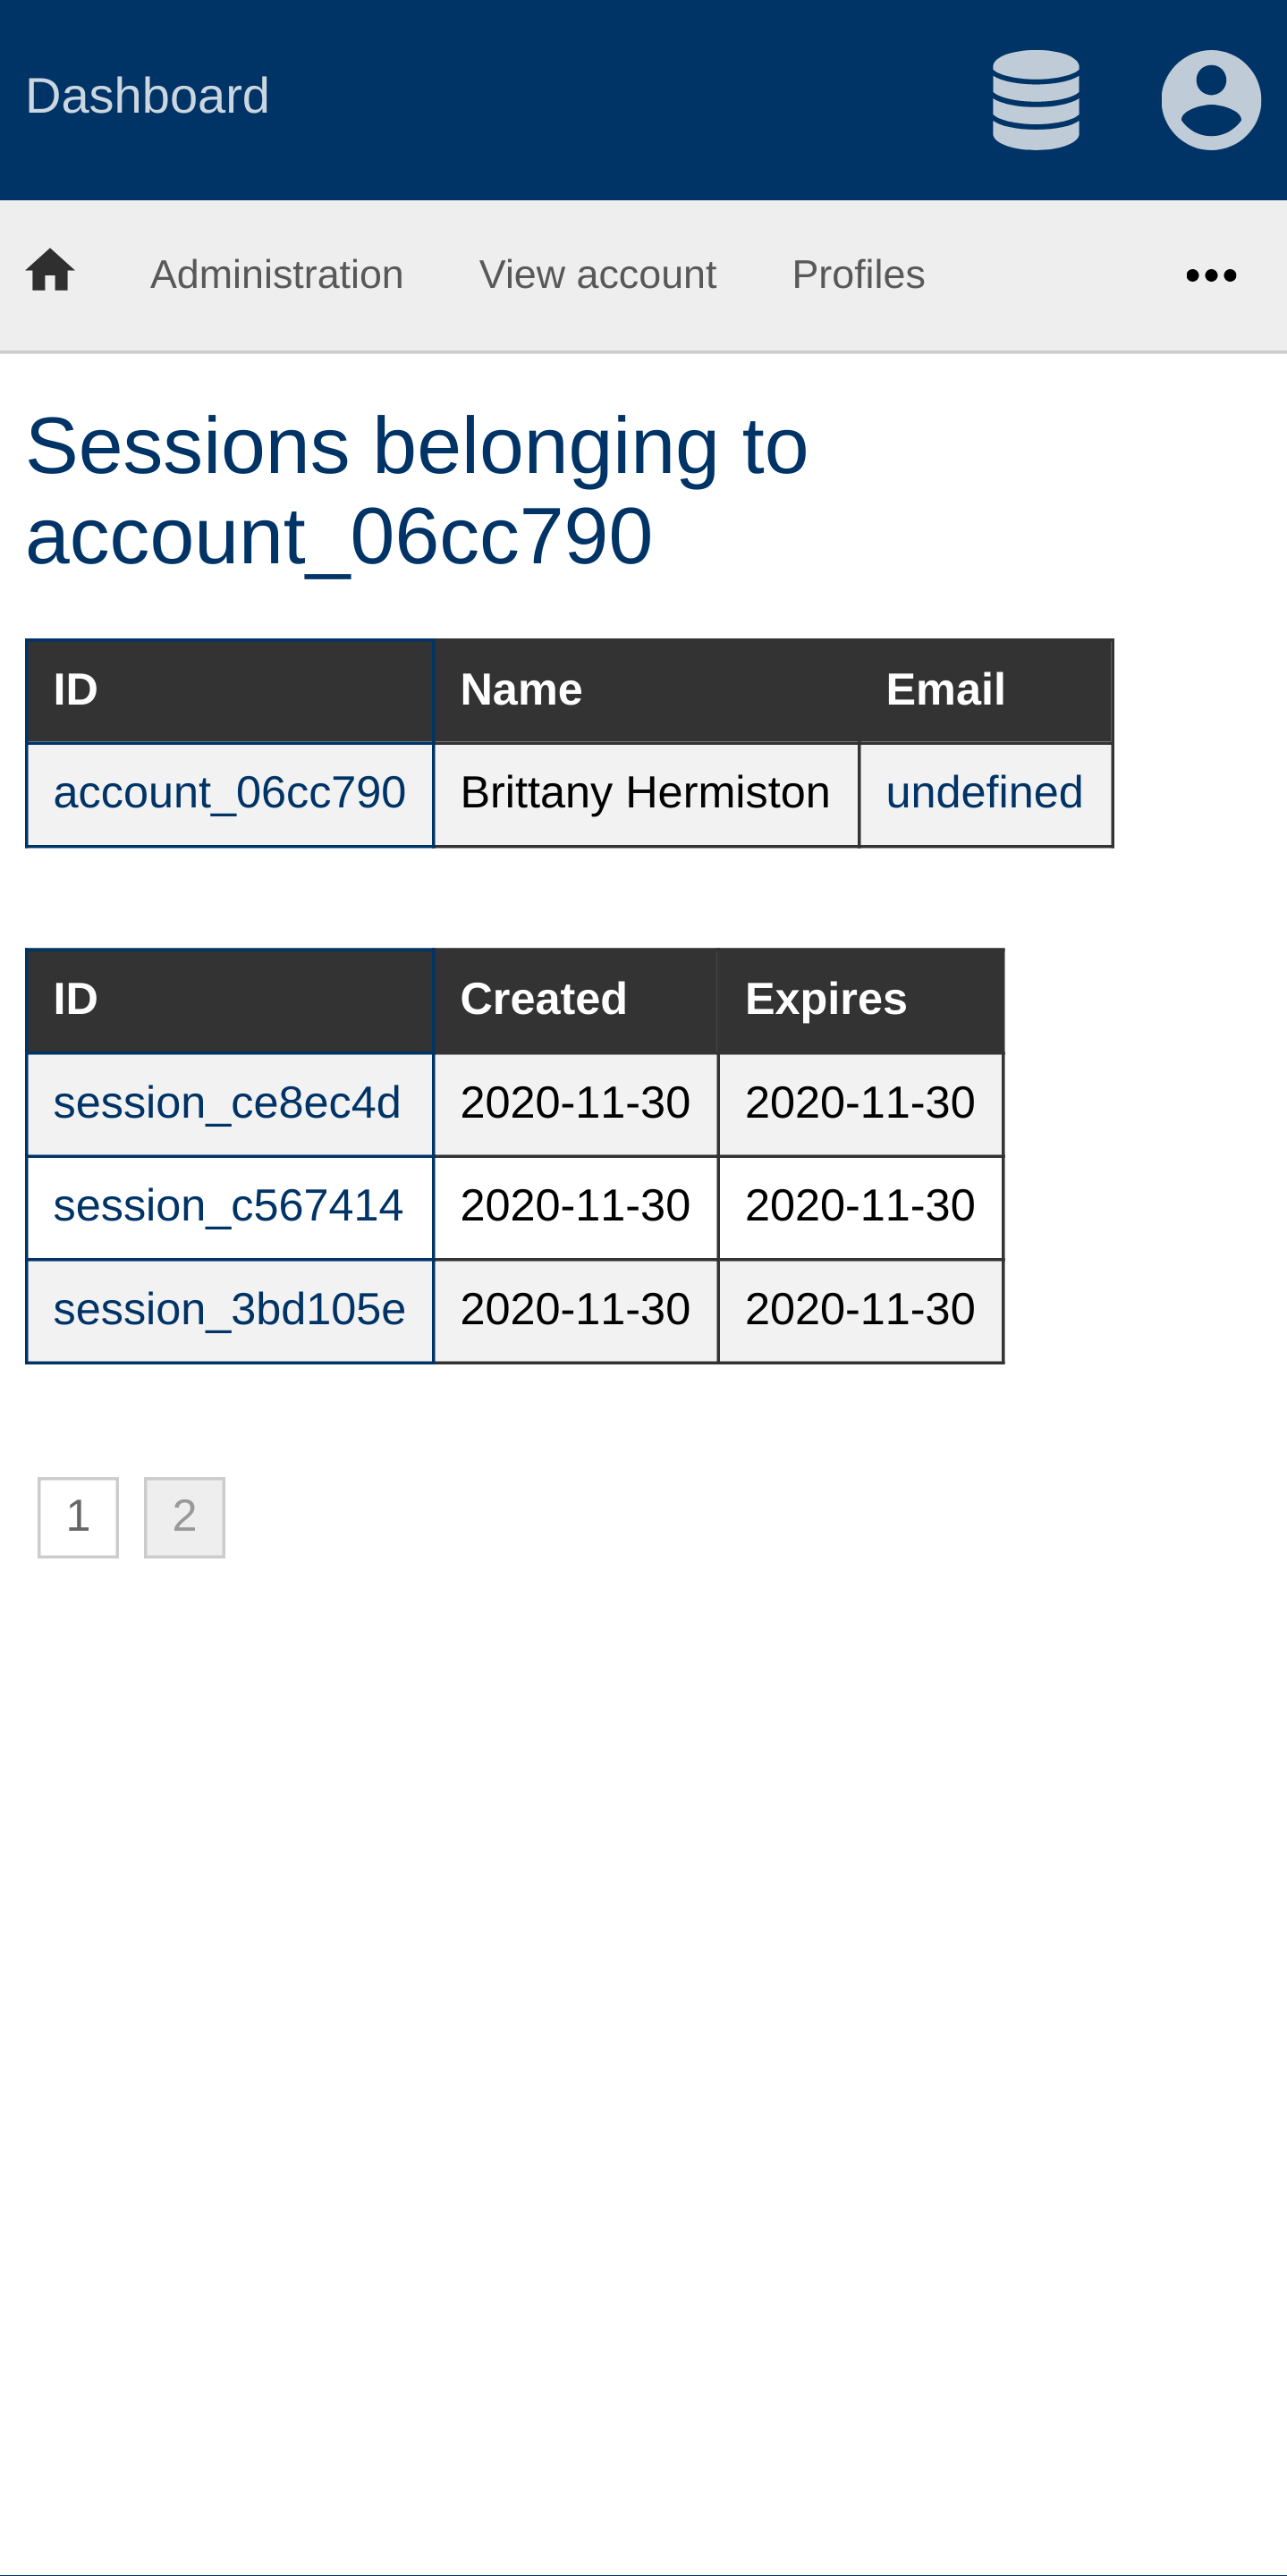 Dashboard
Administration View account Profiles
Sessions belonging to
account_06cc790
ID Name Email
account_06cc790 Brittany Hermiston undefined
ID Created Expires
session_ce8ec4d 2020-11-30 2020-11-30
session_c567414 2020-11-30 2020-11-30
session_3bd105e 2020-11-30 2020-11-30
1 2